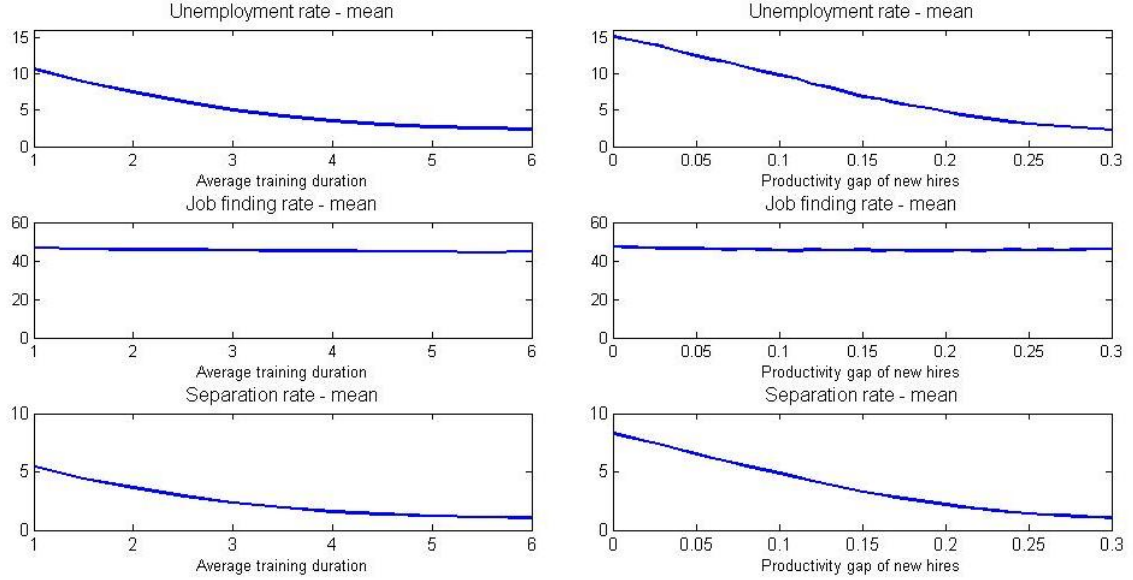 Unemployment rate - mean
15
10
5
0
1 2 3 4 5 6
Average training duration
Unemployment rate - mean
15
10
5
0
0 0.05 0.1 0.15 0.2 0.25 0.3
Productivity gap of new hires
Job finding rate - mean
60
40
20
0
1 2 3 4 5 6
Average training duration
Job finding rate - mean
60
40
20
0
0 0.05 0.1 0.15 0.2 0.25 0.3
Productivity gap of new hires
Separation rate - mean
10
5
0
1 2 3 4 5 6
Average training duration
Separation rate - mean
10
5
0
0 0.05 0.1 0.15 0.2 0.25 0.3
Productivity gap of new hires